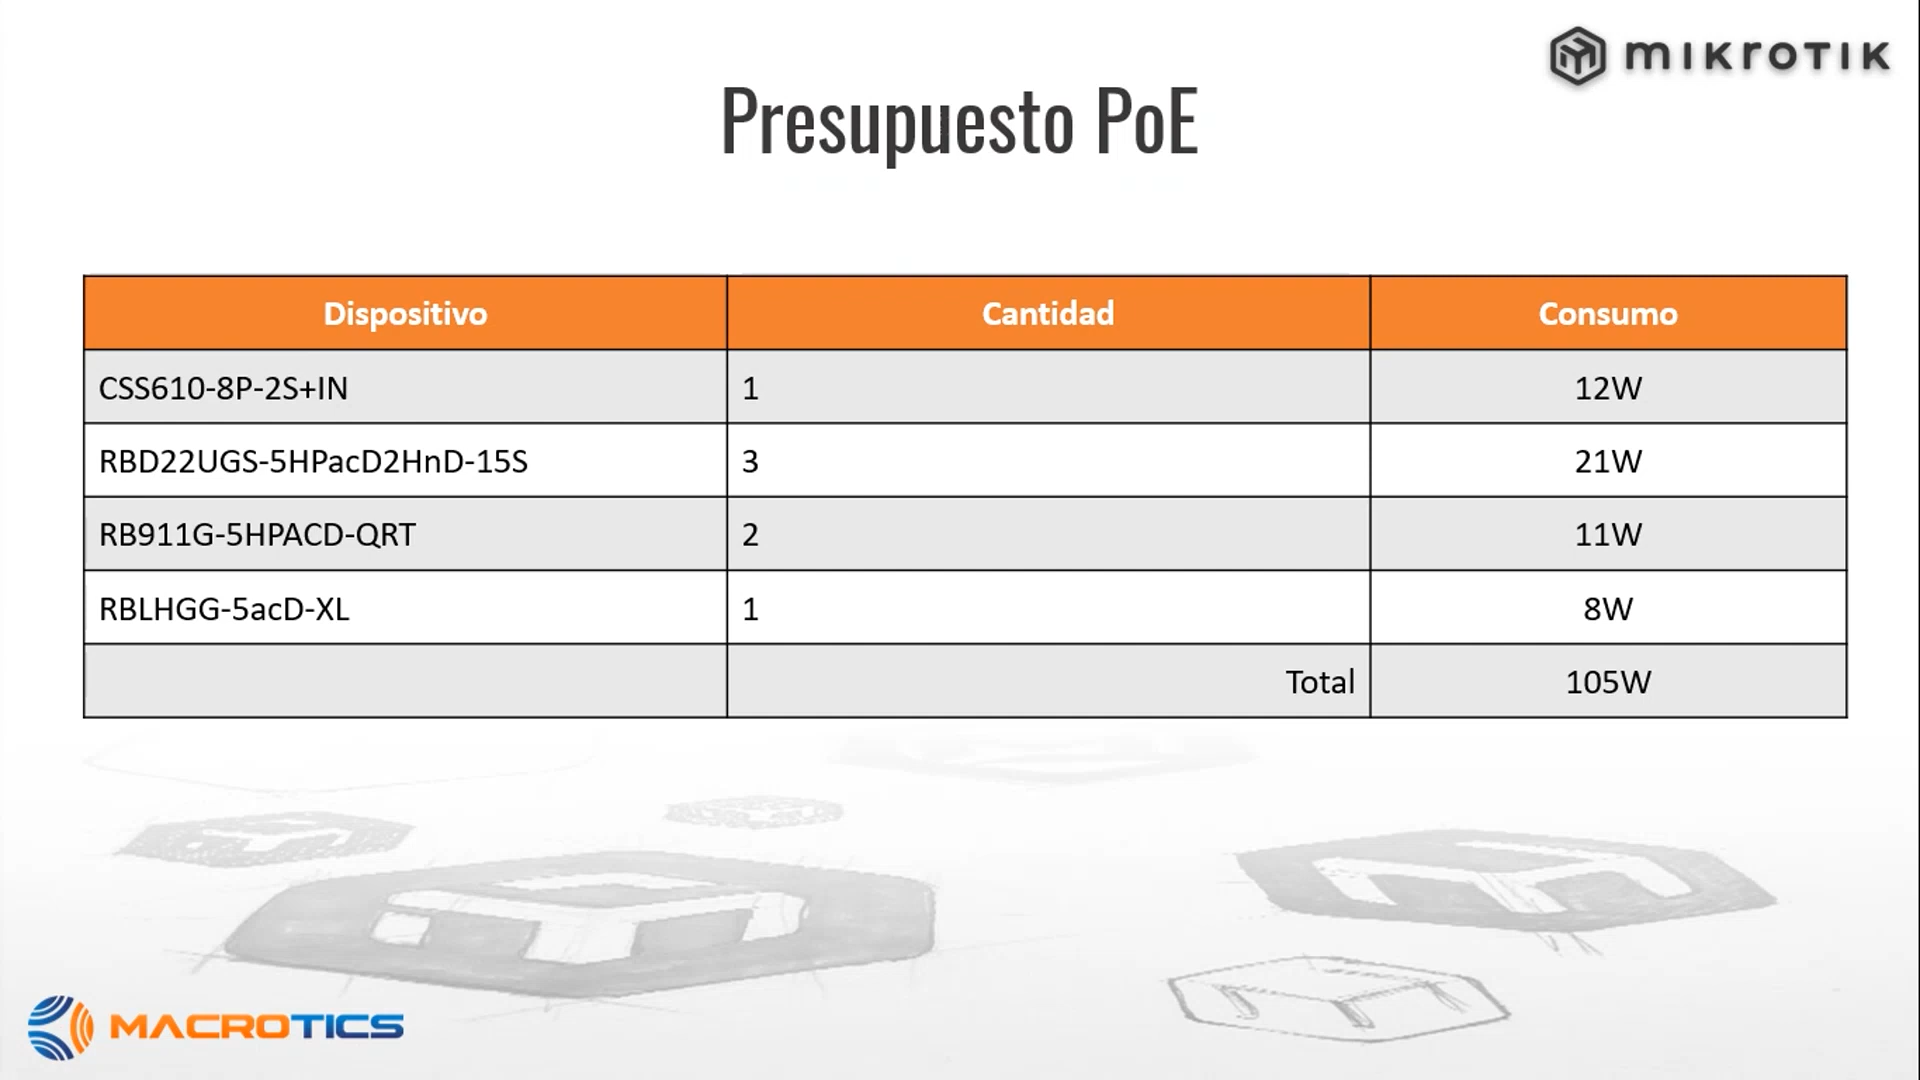 mikrotik
Presupuesto PoE
Dispositivo Cantidad Consumo
CSS610-8P-2S+IN 1 12W
RBD22UGS-5HPacD2HnD-15S 3 21W
RB911G-5HPACD-QRT 2 11W
RBLHGG-5acD-XL 1 8W
Total 105W
MACROTICS